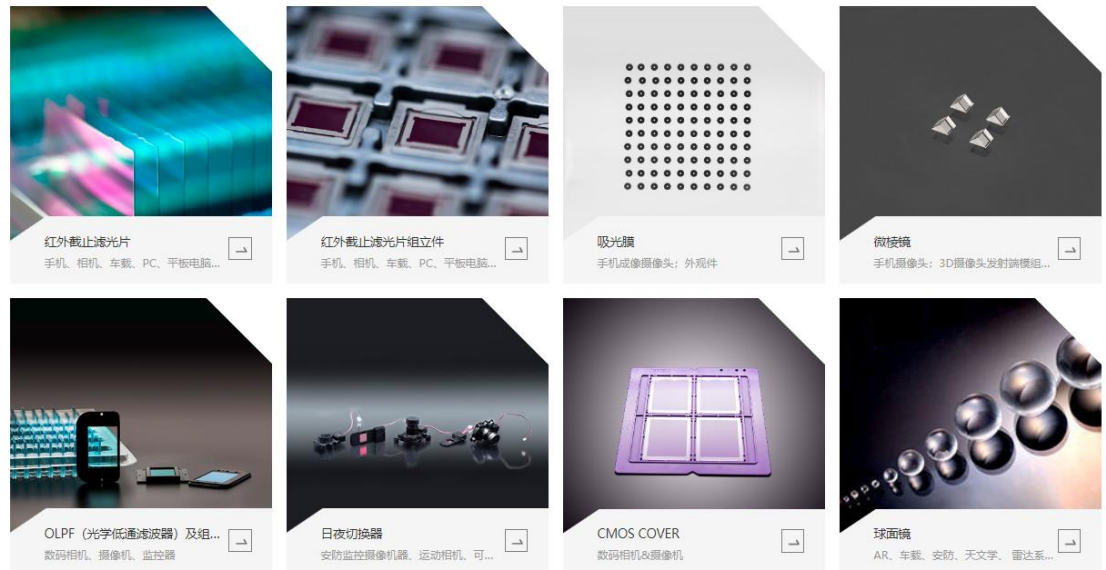 红外截止滤光片
手机、相机、车载、PC、平板电脑...
红外截止滤光片组立件
手机、相机、车载、PC、平板电脑...
吸光膜
手机成像摄像头；外观件
微棱镜
手机摄像头；3D摄像头发射端模组...
OLPF（光学低通滤波器）及组...
数码相机、摄像机、监控器
日夜切换器
安防监控摄像机器、运动相机、可...
CMOS COVER
数码相机&摄像机
球面镜
AR、车载、安防、天文学、 雷达系...